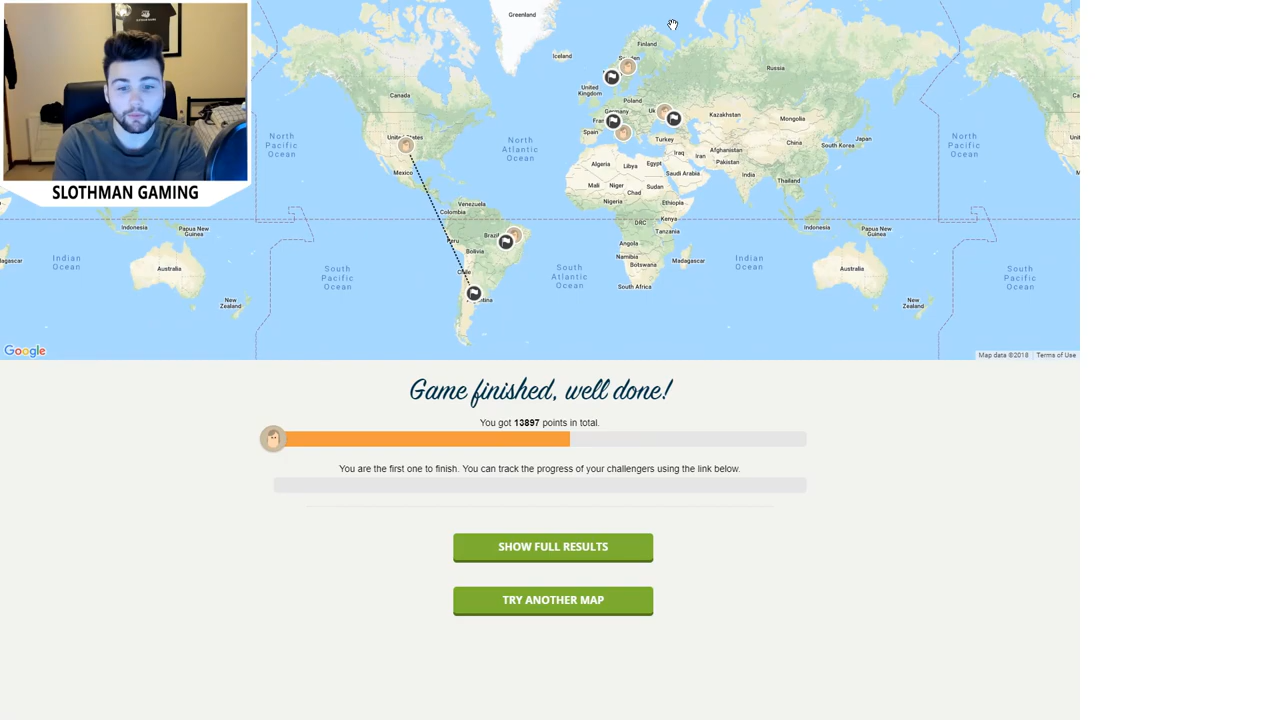 Greenland
Finland
Iceland
Russia
United
Kingdom
Canada
Poland
Germany
Kazakhstan
Mongolia
Spain
Turkey
North
Pacific
Ocean
North
Atlantic
Ocean
China
Japan
South Korea
North
Pacific
Ocean
Afghanistan
Pakistan
Iraq
Iran
Mexico
Algeria
Libya
Egypt
Saudi Arabia
India
Thailand
Mali
Niger
Sudan
Chad
Nigeria
Ethiopia
Venezuela
Colombia
DRC
Kenya
Tanzania
Indonesia
Papua New
Guinea
Indonesia
Papua New
Guinea
Peru
Brazil
Bolivia
Angola
Namibia
Botswana
Madagascar
Indian
Ocean
Australia
South
Pacific
Ocean
Chile
South
Atlantic
Ocean
South Africa
Indian
Ocean
Australia
South
Pacific
Ocean
New
Zealand
New
Zealand
SLOTHMAN GAMING
Google
Map data ©2018
Terms of Use
Game finished, well done!
You got 13897 points in total.
You are the first one to finish. You can track the progress of your challengers using the link below.
SHOW FULL RESULTS
TRY ANOTHER MAP